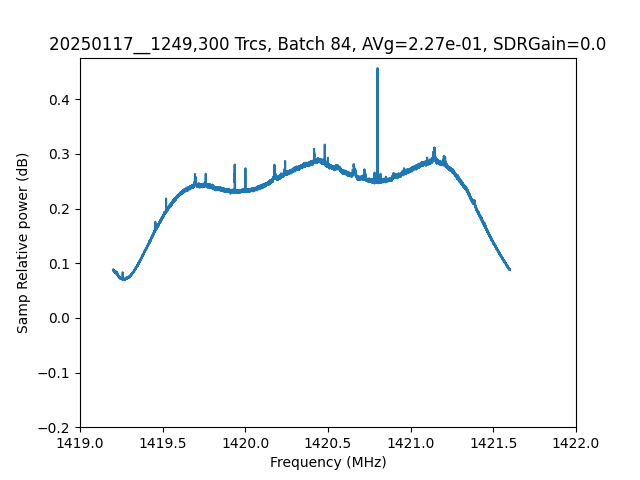 20250117__1249,300 Trcs, Batch 84, AVg=2.27e-01, SDRGain=0.0
Samp Relative power (dB)
0.4
0.3
0.2
0.1
0.0
−0.1
−0.2
1419.0 1419.5 1420.0 1420.5 1421.0 1421.5 1422.0
Frequency (MHz)